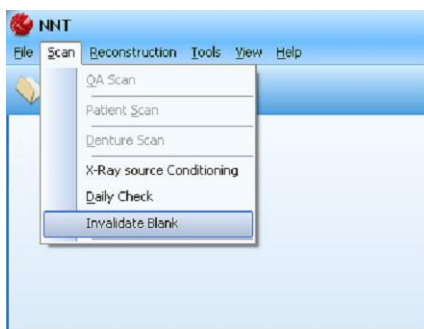 NNT
File Scan Reconstruction Tools View Help
QA Scan
Patient Scan
Denture Scan
X-Ray source Conditioning
Daily Check
Invalidate Blank